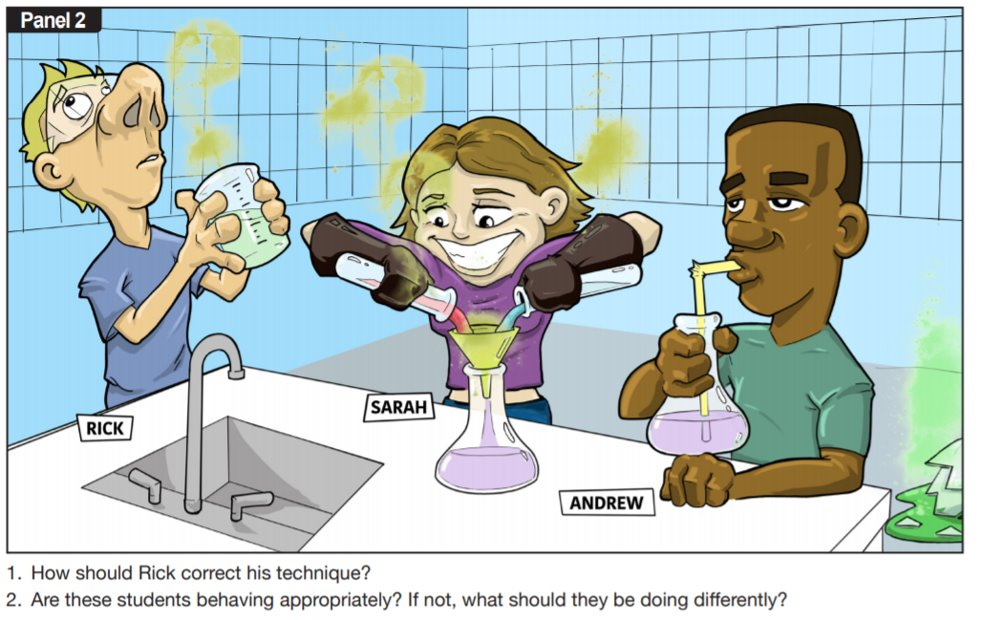 Panel 2
RICK
SARAH
ANDREW
1. How should Rick correct his technique?
2. Are these students behaving appropriately? If not, what should they be doing differently?